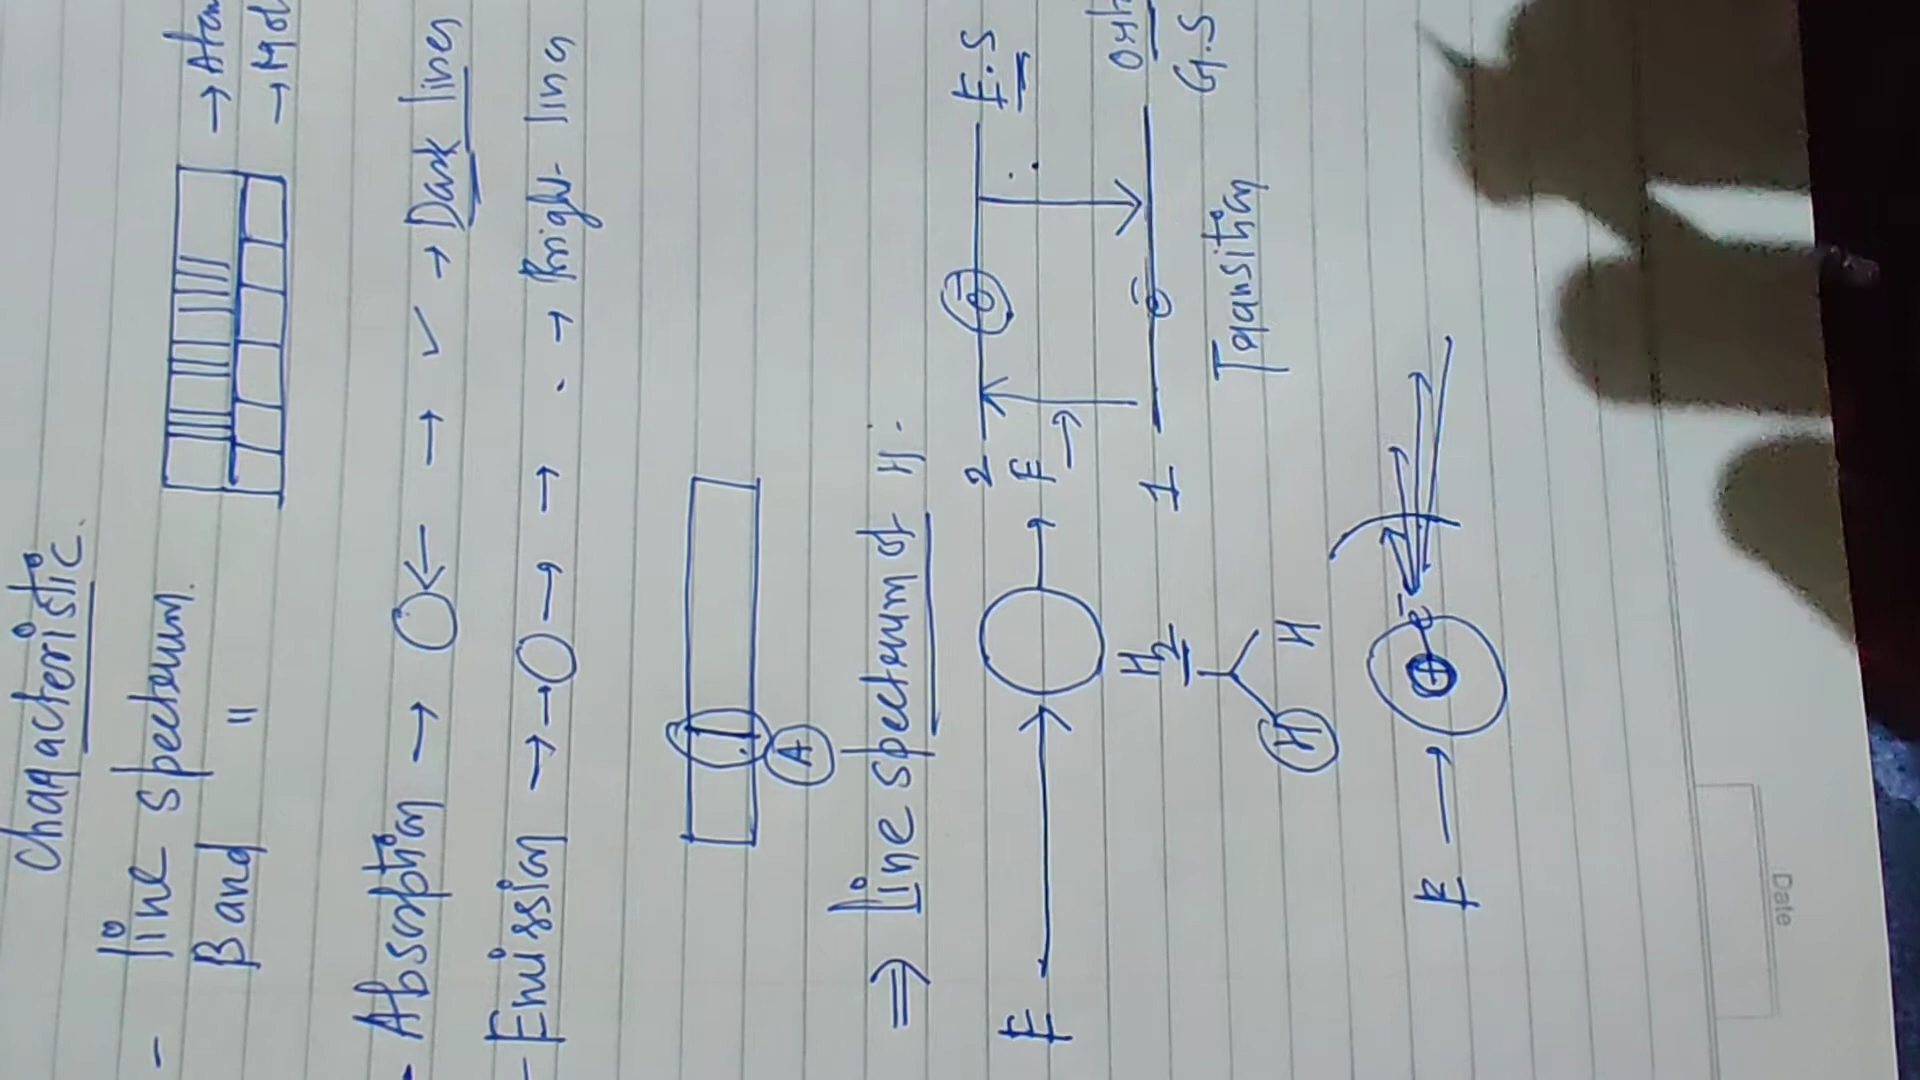 Characteristic.
- line spectrum. → Atom
Band " → Mol
- Absorption → → ✓ → Dark lines
- Emission → → → → Bright lines
A
⇒ Line spectrum of H.
E → E 2 e⁻ E.S
H₂ 1 e⁻ G.S
H H Transition
E → + e⁻
Date